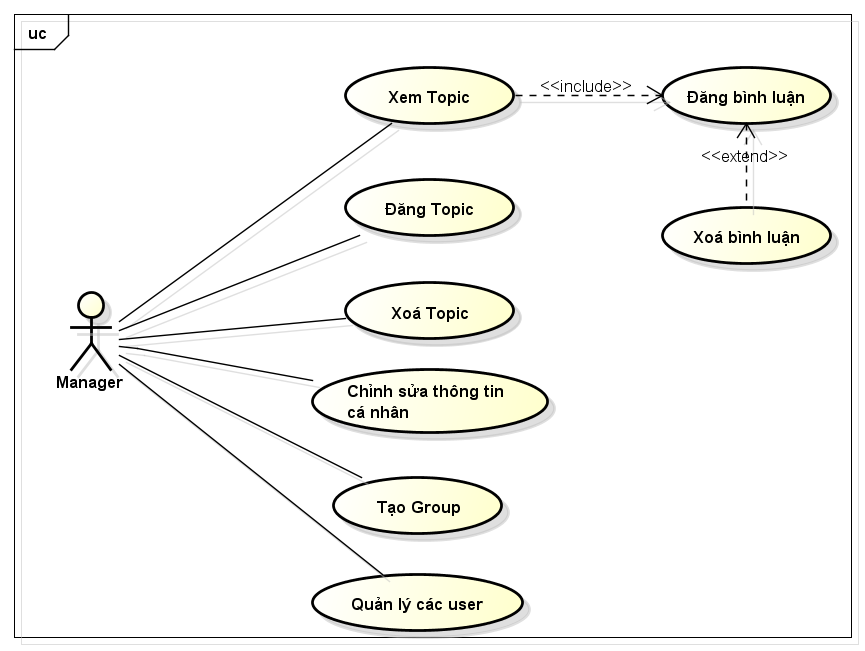 uc
Xem Topic
<<include>>
Đăng bình luận
<<extend>>
Đăng Topic
Xoá bình luận
Xoá Topic
Manager
Chỉnh sửa thông tin
cá nhân
Tạo Group
Quản lý các user